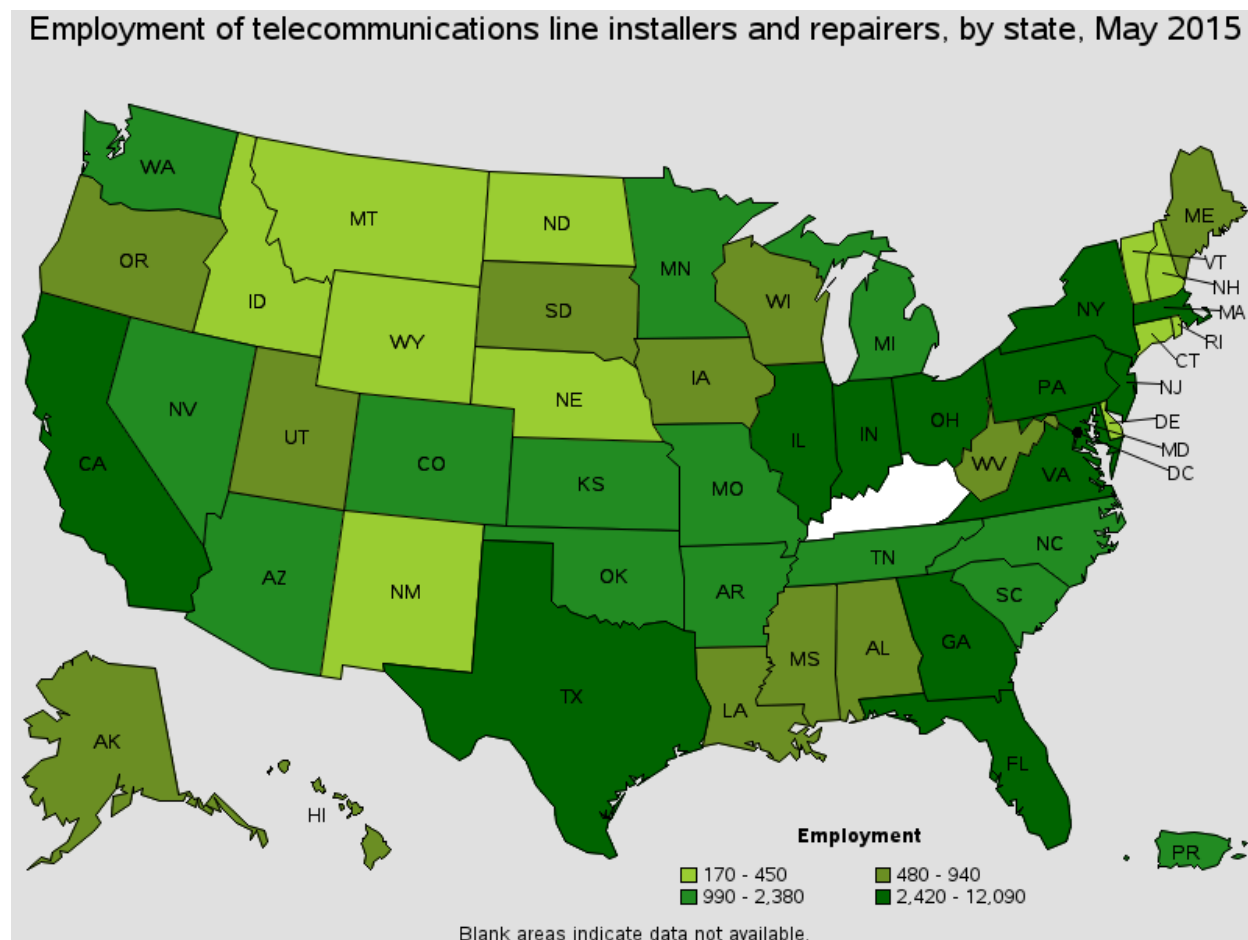 Employment of telecommunications line installers and repairers, by state, May 2015
WA
MT
ND
MN
ME
OR
ID
SD
WI
VT
NH
WY
MI
NY
MA
RI
CT
NV
NE
IA
PA
NJ
UT
CO
IL
IN
OH
DE
MD
DC
CA
KS
MO
WV
VA
AZ
NM
OK
AR
TN
NC
SC
TX
LA
MS
AL
GA
FL
AK
HI
PR
Employment
170 - 450
480 - 940
990 - 2,380
2,420 - 12,090
Blank areas indicate data not available.